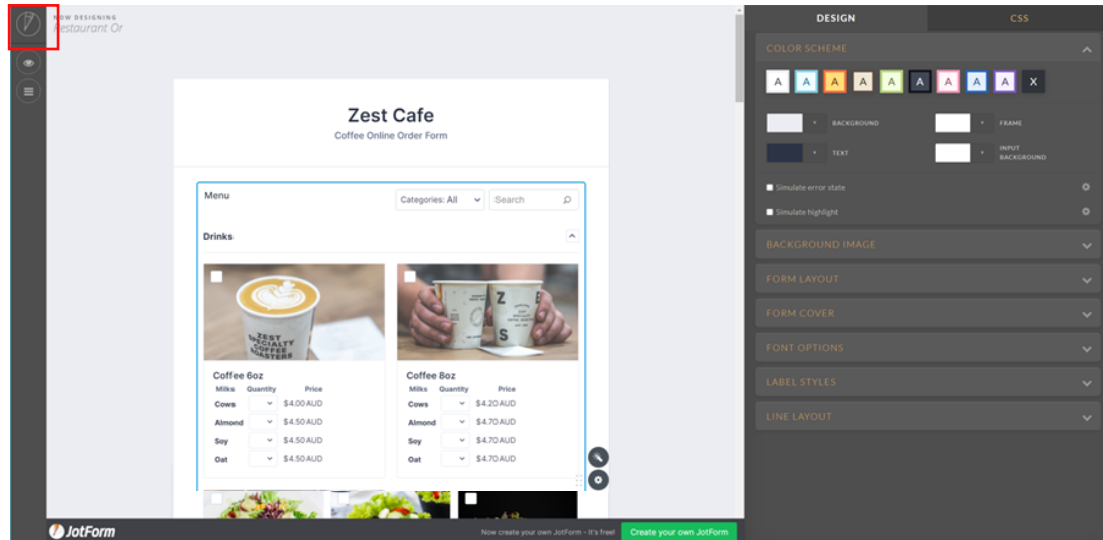 NOW DESIGNING
Restaurant Or
DESIGN
CSS
COLOR SCHEME
A A A A A A A A A X
BACKGROUND
FRAME
TEXT
INPUT
BACKGROUND
Simulate error state
Simulate highlight
BACKGROUND IMAGE
FORM LAYOUT
FORM COVER
FONT OPTIONS
LABEL STYLES
LINE LAYOUT
Zest Cafe
Coffee Online Order Form
Menu
Categories: All
Search
Drinks
ZEST
SPECIALTY
COFFEE
ROASTERS
Z E
S
Coffee 6oz
Milks Quantity Price
Cows $4.00 AUD
Almond $4.50 AUD
Soy $4.50 AUD
Oat $4.50 AUD
Coffee 8oz
Milks Quantity Price
Cows $4.20 AUD
Almond $4.70 AUD
Soy $4.70 AUD
Oat $4.70 AUD
JotForm
Now create your own JotForm - It's free!
Create your own JotForm